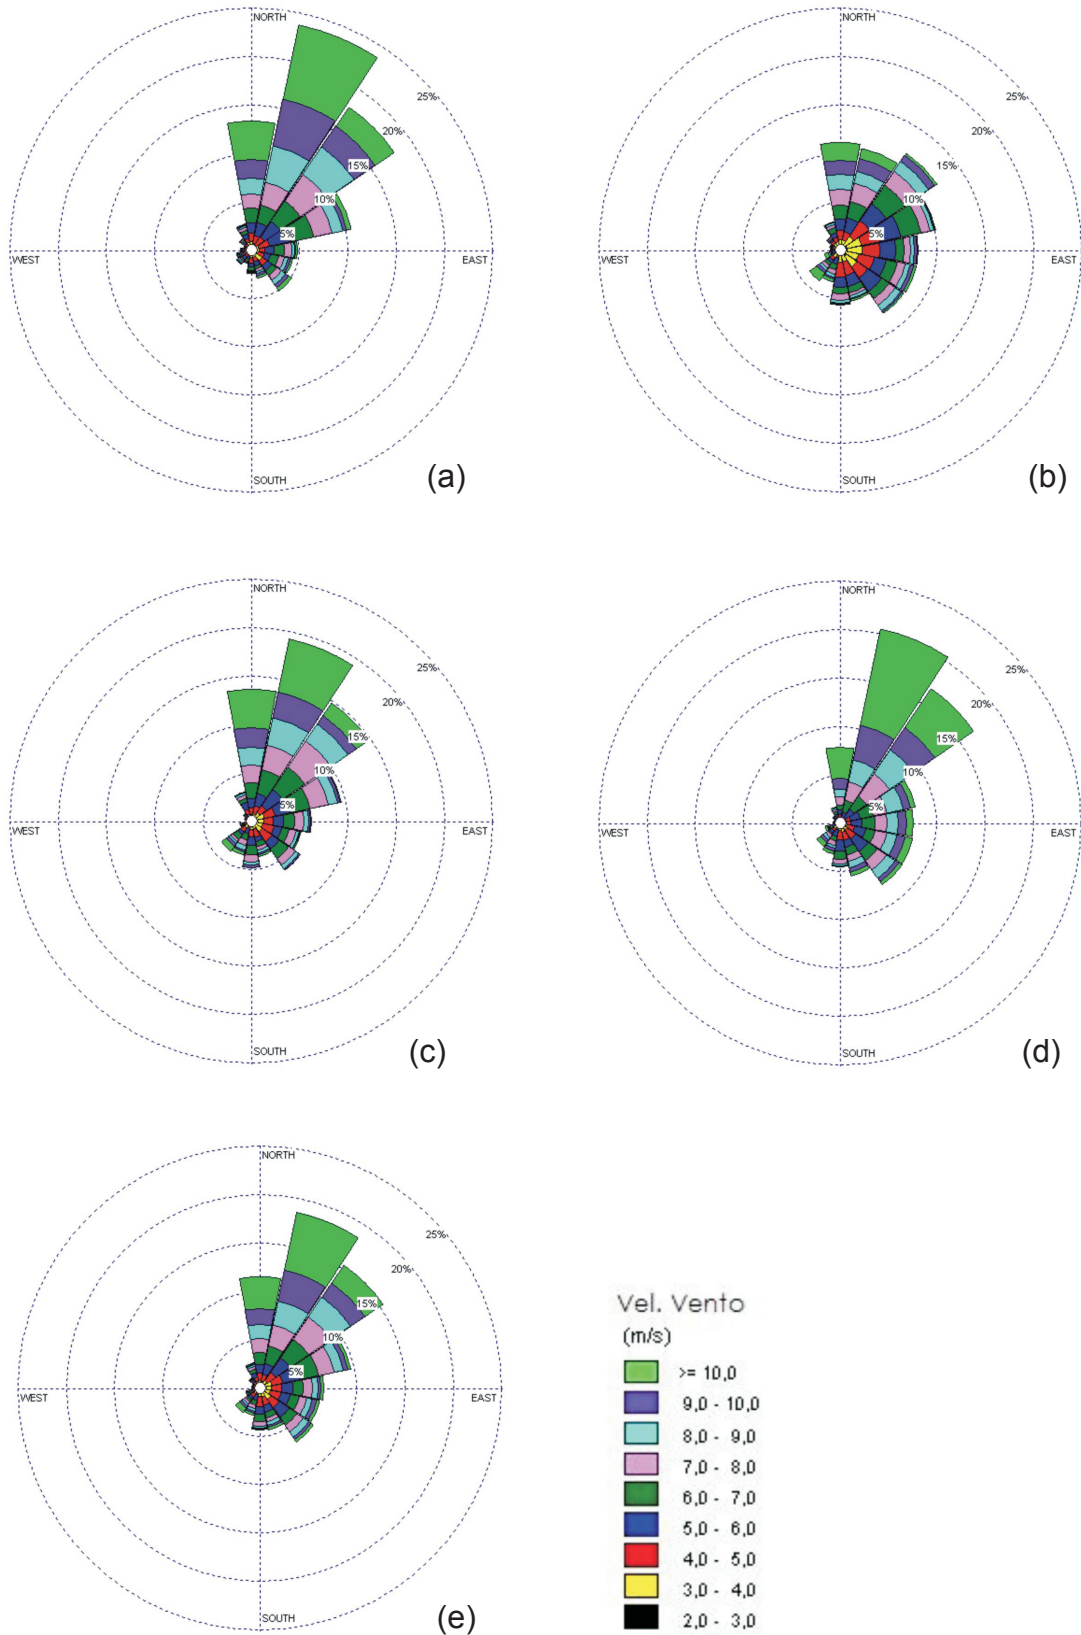 NORTH
25%
20%
15%
10%
5%
WEST
EAST
SOUTH
(a)
NORTH
25%
20%
15%
10%
5%
WEST
EAST
SOUTH
(b)
NORTH
25%
20%
15%
10%
5%
WEST
EAST
SOUTH
(c)
NORTH
25%
20%
15%
10%
5%
WEST
EAST
SOUTH
(d)
NORTH
25%
20%
15%
10%
5%
WEST
EAST
SOUTH
(e)
Vel. Vento
(m/s)
>= 10,0
9,0 - 10,0
8,0 - 9,0
7,0 - 8,0
6,0 - 7,0
5,0 - 6,0
4,0 - 5,0
3,0 - 4,0
2,0 - 3,0